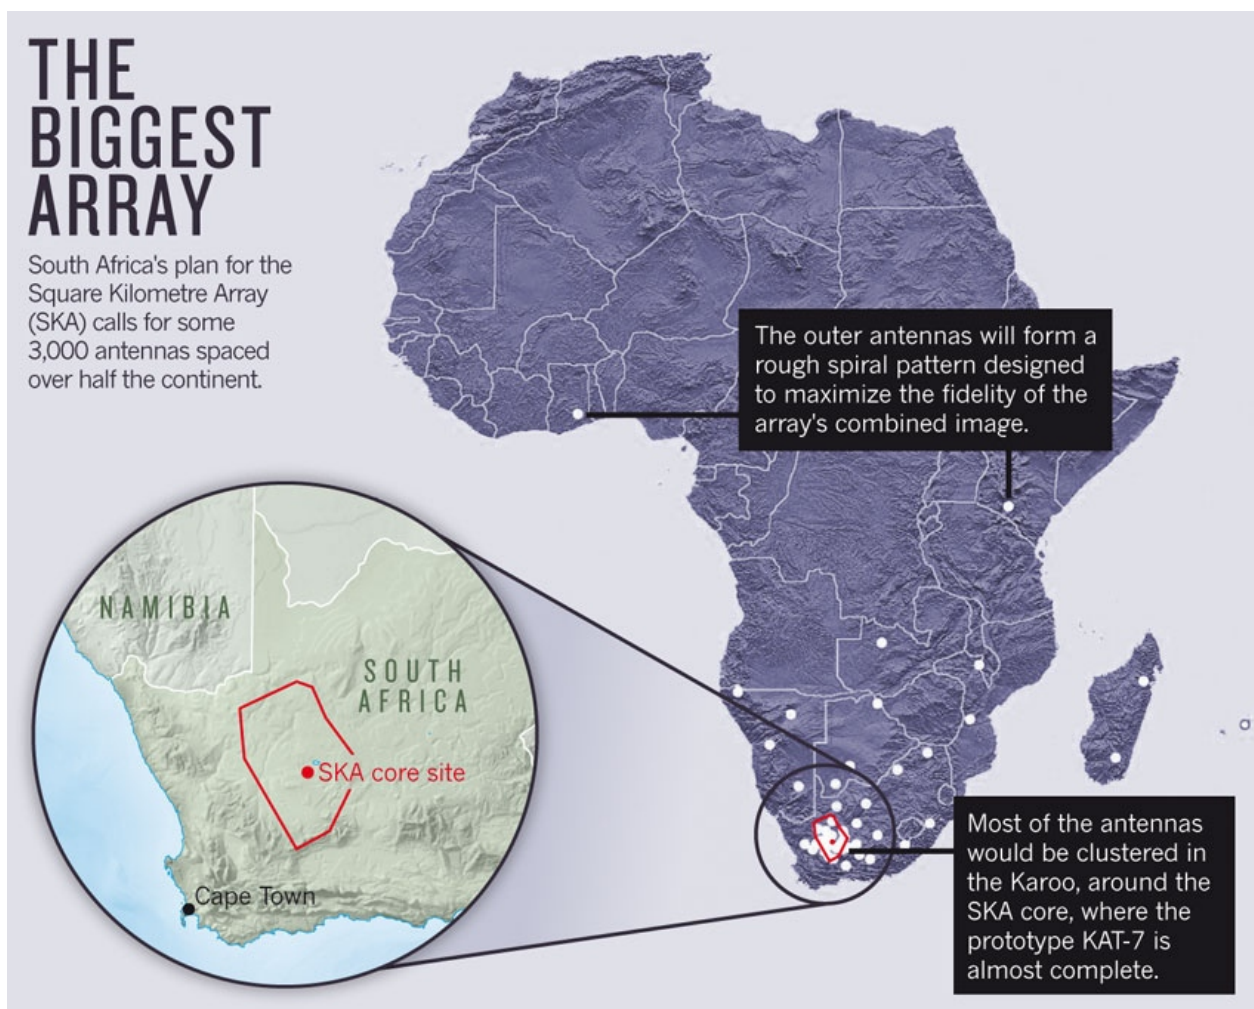 THE
BIGGEST
ARRAY
South Africa's plan for the
Square Kilometre Array
(SKA) calls for some
3,000 antennas spaced
over half the continent.
The outer antennas will form a
rough spiral pattern designed
to maximize the fidelity of the
array's combined image.
NAMIBIA
SOUTH
AFRICA
SKA core site
Cape Town
Most of the antennas
would be clustered in
the Karoo, around the
SKA core, where the
prototype KAT-7 is
almost complete.